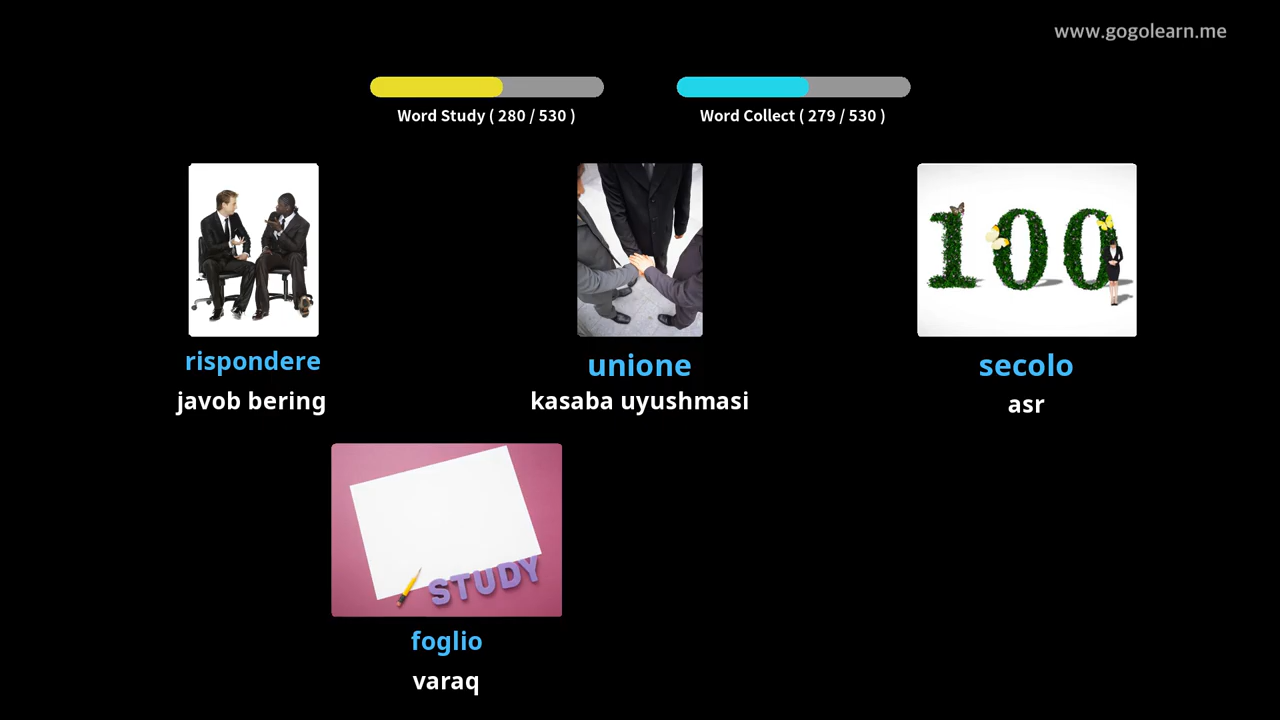 www.gogolearn.me
Word Study ( 280 / 530 )
Word Collect ( 279 / 530 )
100
rispondere
javob bering
unione
kasaba uyushmasi
secolo
asr
STUDY
foglio
varaq